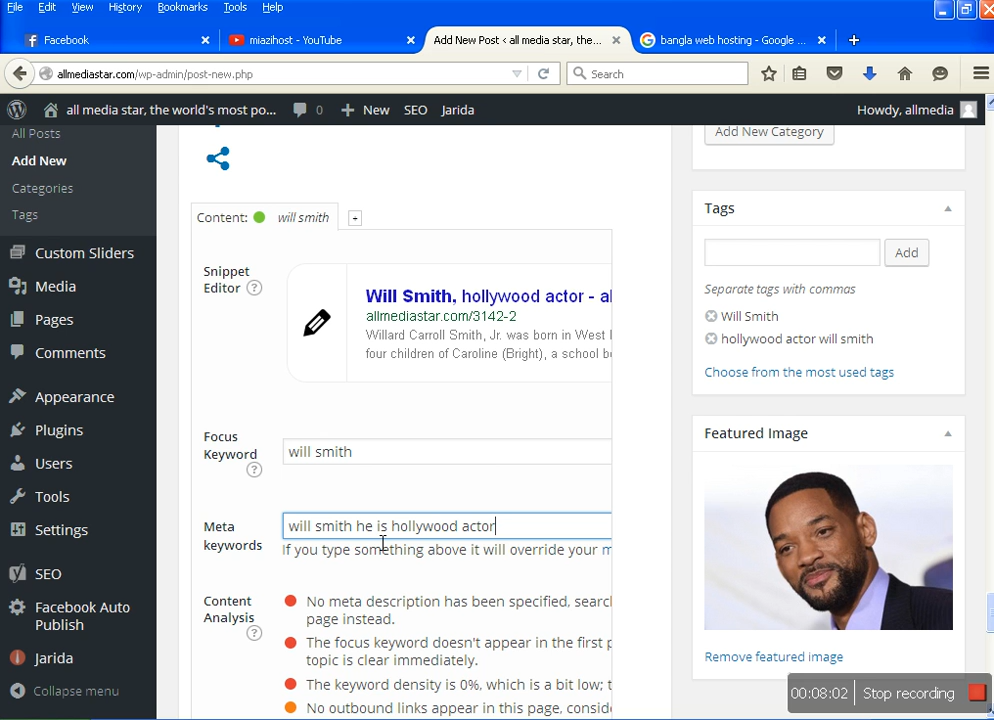 File Edit View History Bookmarks Tools Help
Facebook
miazihost - YouTube
Add New Post ‹ all media star, the...
bangla web hosting - Google ...
allmediastar.com/wp-admin/post-new.php
Search
all media star, the world's most po...
0
New
SEO
Jarida
Howdy, allmedia
All Posts
Add New
Categories
Tags
Custom Sliders
Media
Pages
Comments
Appearance
Plugins
Users
Tools
Settings
SEO
Facebook Auto
Publish
Jarida
Collapse menu
Content: will smith
+
Snippet
Editor ?
Will Smith, hollywood actor - al
allmediastar.com/3142-2
Willard Carroll Smith, Jr. was born in West
four children of Caroline (Bright), a school b
Focus
Keyword
?
will smith
Meta
keywords
will smith he is hollywood actor
If you type something above it will override your m
Content
Analysis
?
No meta description has been specified, searc
page instead.
The focus keyword doesn't appear in the first p
topic is clear immediately.
The keyword density is 0%, which is a bit low; t
No outbound links appear in this page, consid
Add New Category
Tags
Add
Separate tags with commas
Will Smith
hollywood actor will smith
Choose from the most used tags
Featured Image
Remove featured image
00:08:02
Stop recording